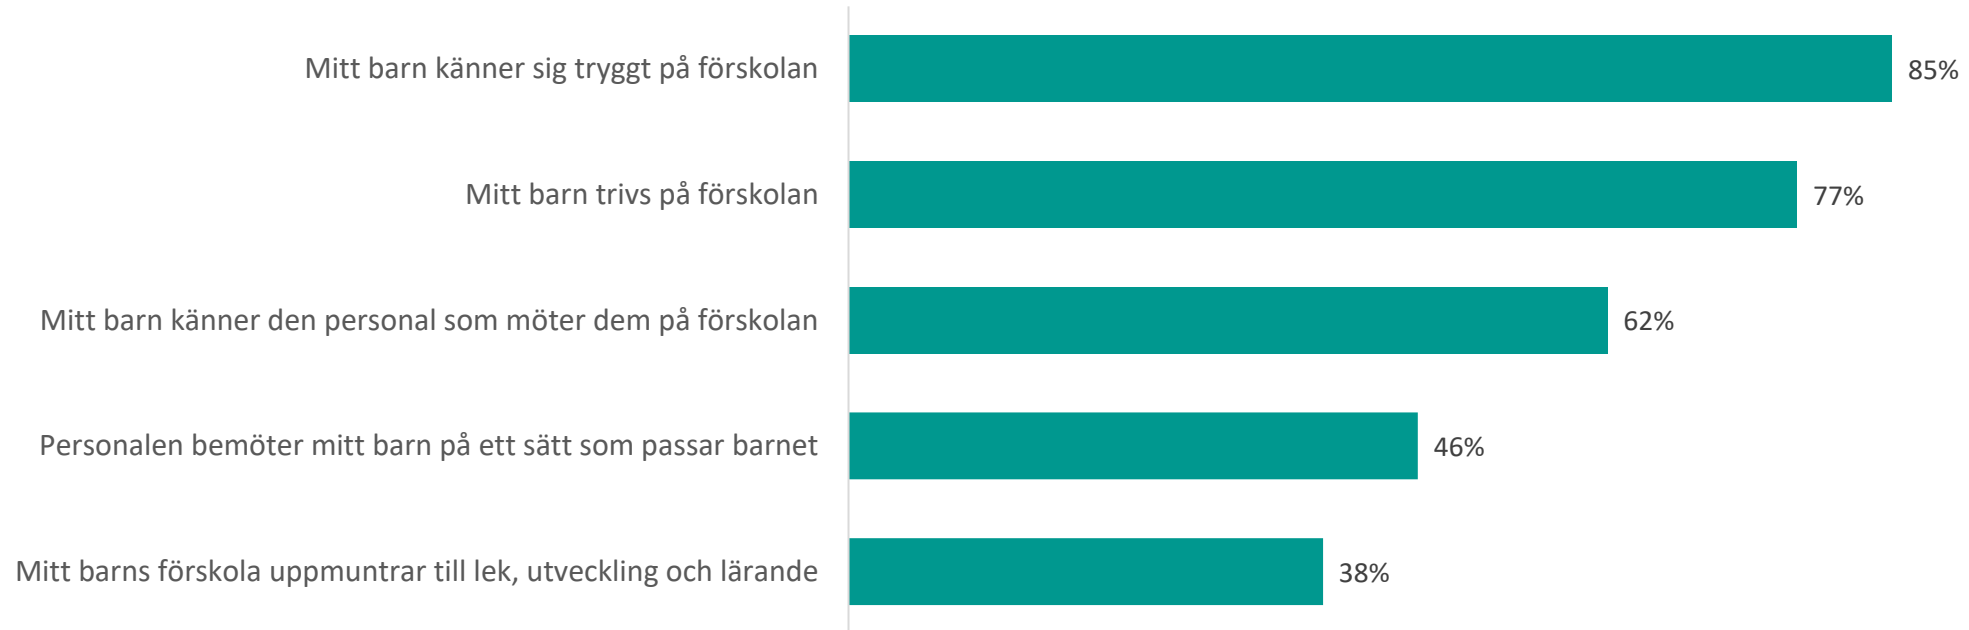 Mitt barn känner sig tryggt på förskolan 85%
Mitt barn trivs på förskolan 77%
Mitt barn känner den personal som möter dem på förskolan 62%
Personalen bemöter mitt barn på ett sätt som passar barnet 46%
Mitt barns förskola uppmuntrar till lek, utveckling och lärande 38%